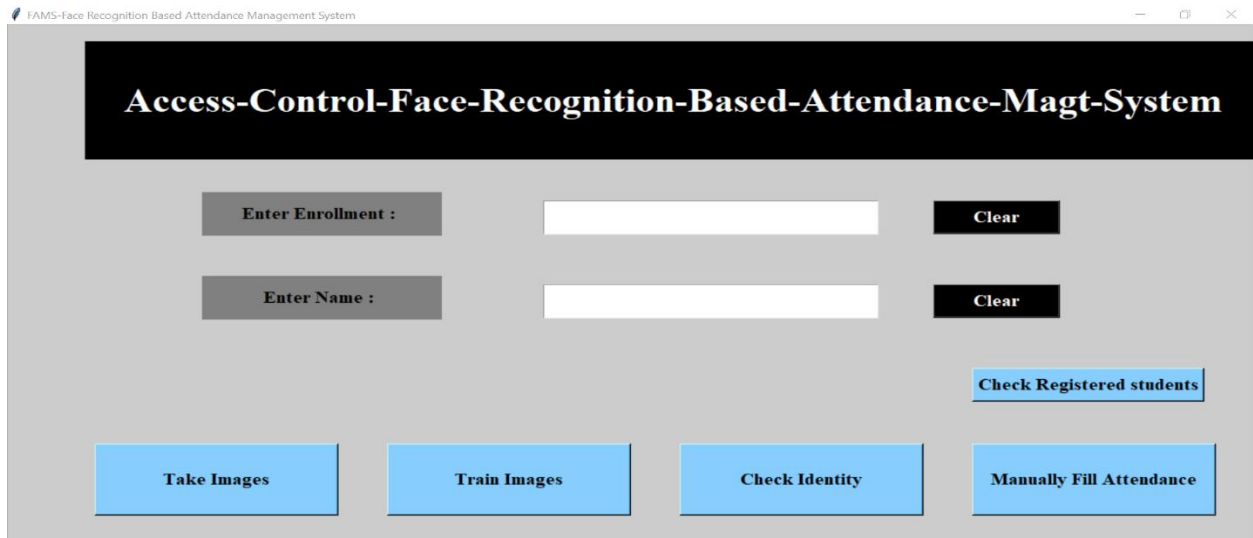 FAMS-Face Recognition Based Attendance Management System
Access-Control-Face-Recognition-Based-Attendance-Magt-System
Enter Enrollment :
Clear
Enter Name :
Clear
Check Registered students
Take Images
Train Images
Check Identity
Manually Fill Attendance